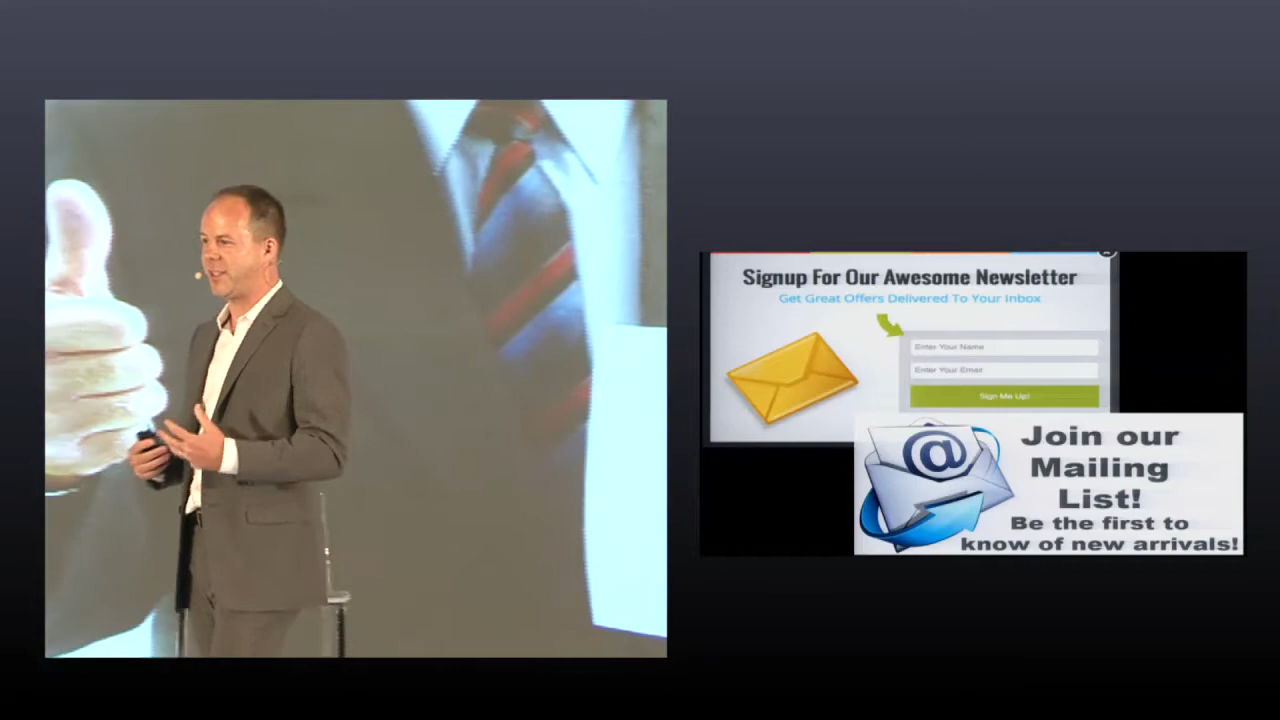 Signup For Our Awesome Newsletter
Get Great Offers Delivered To Your Inbox
Enter Your Name
Enter Your Email
Sign Me Up!
@
Join our
Mailing
List!
Be the first to
know of new arrivals!